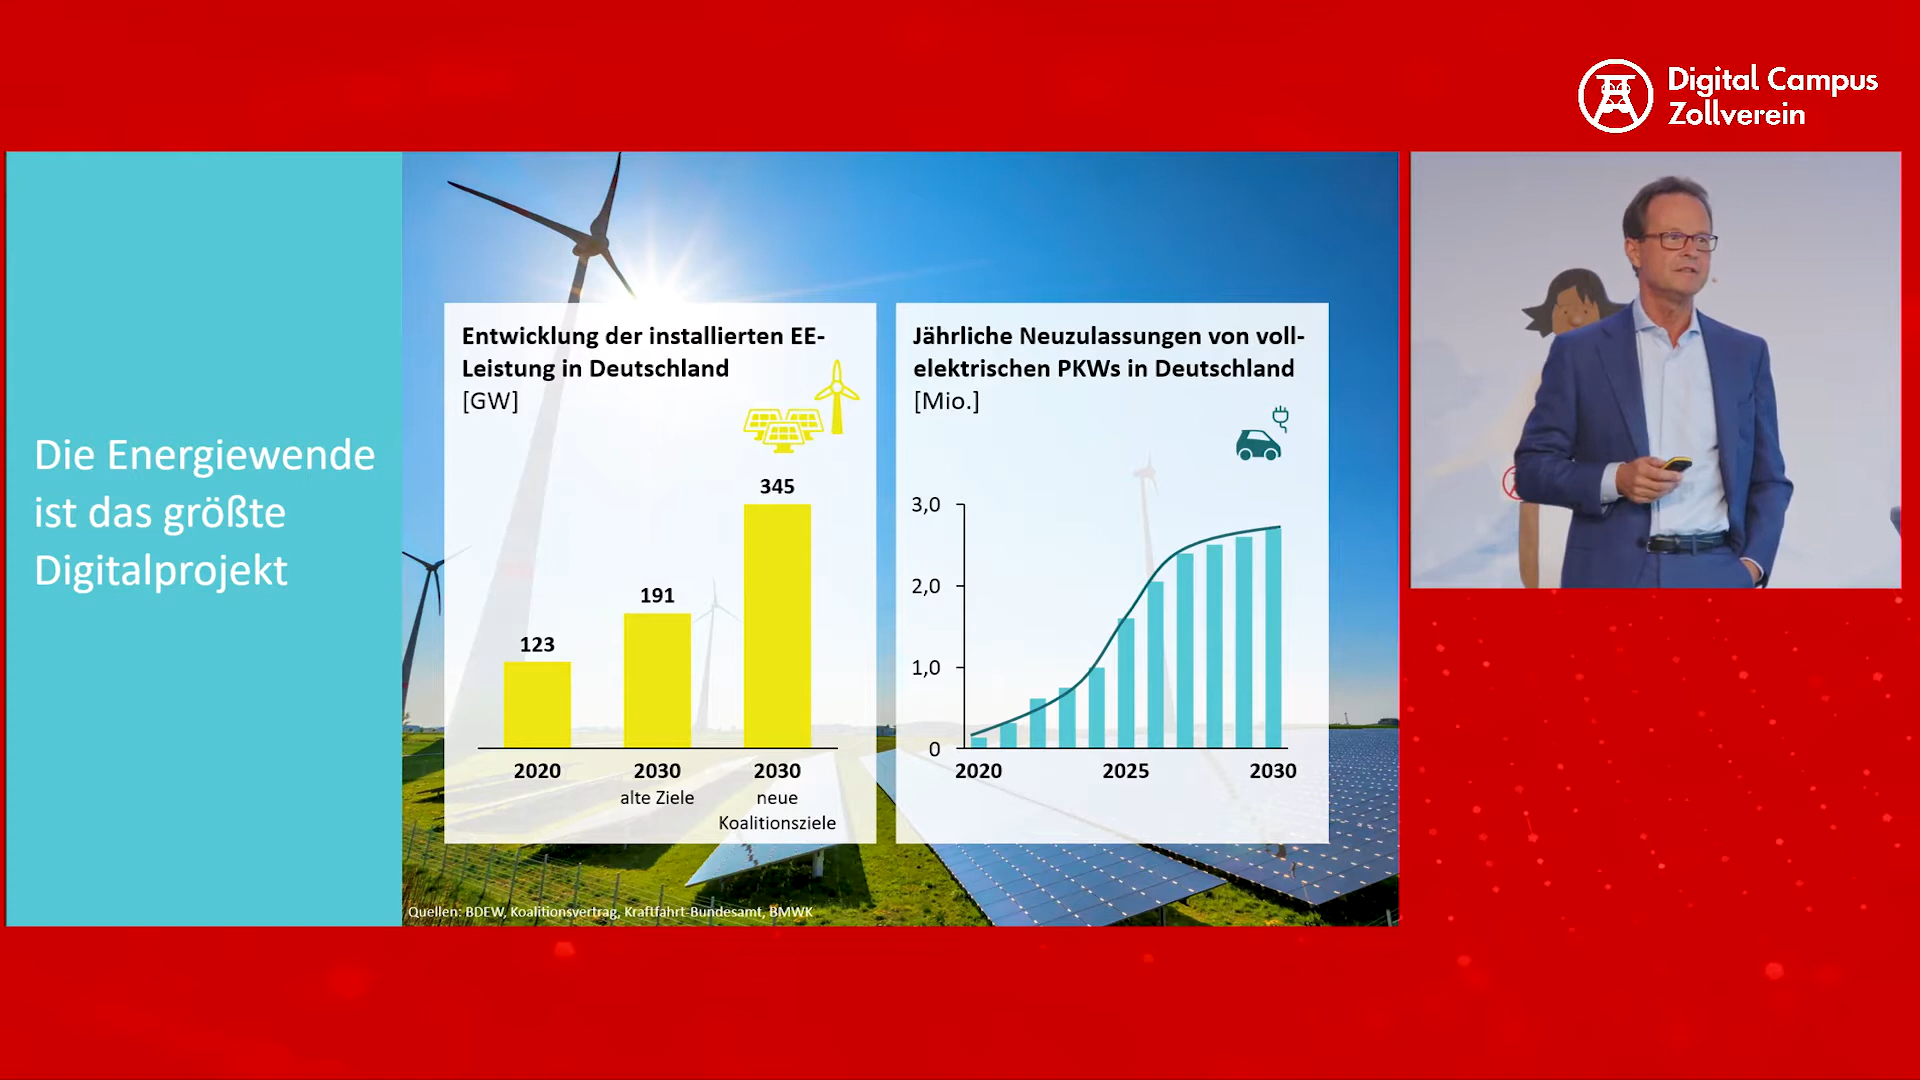 Digital Campus
Zollverein
Die Energiewende
ist das größte
Digitalprojekt
Entwicklung der installierten EE-
Leistung in Deutschland
[GW]
345
191
123
2020
2030
2030
alte Ziele
neue
Koalitionsziele
Jährliche Neuzulassungen von voll-
elektrischen PKWs in Deutschland
[Mio.]
3,0
2,0
1,0
0
2020
2025
2030
Quellen: BDEW, Koalitionsvertrag, Kraftfahrt-Bundesamt, BMWK